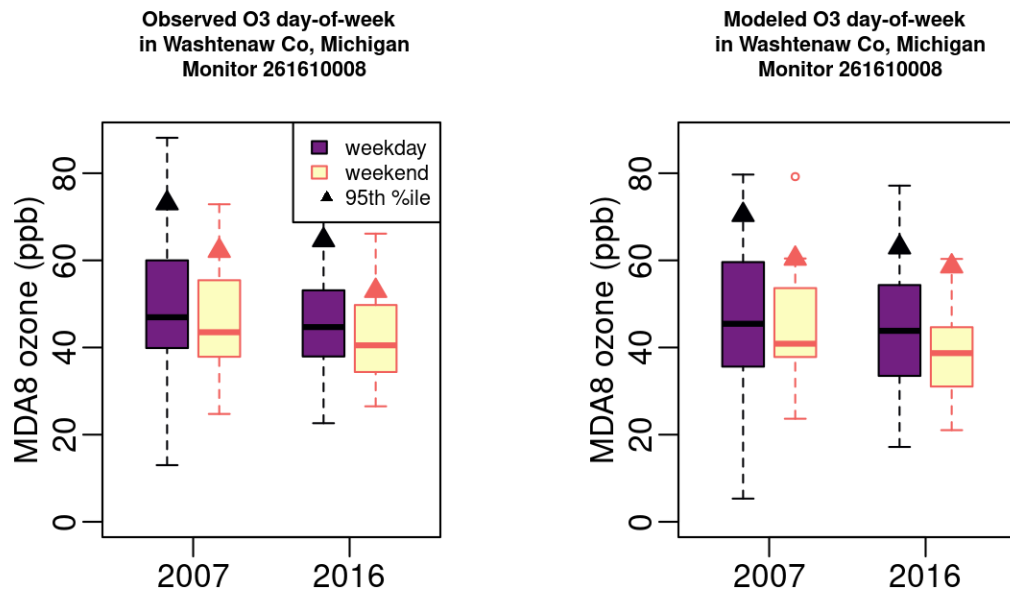 Observed O3 day-of-week
in Washtenaw Co, Michigan
Monitor 261610008
MDA8 ozone (ppb)
80
60
40
20
0
weekday
weekend
95th %ile
2007
2016
Modeled O3 day-of-week
in Washtenaw Co, Michigan
Monitor 261610008
MDA8 ozone (ppb)
80
60
40
20
0
2007
2016